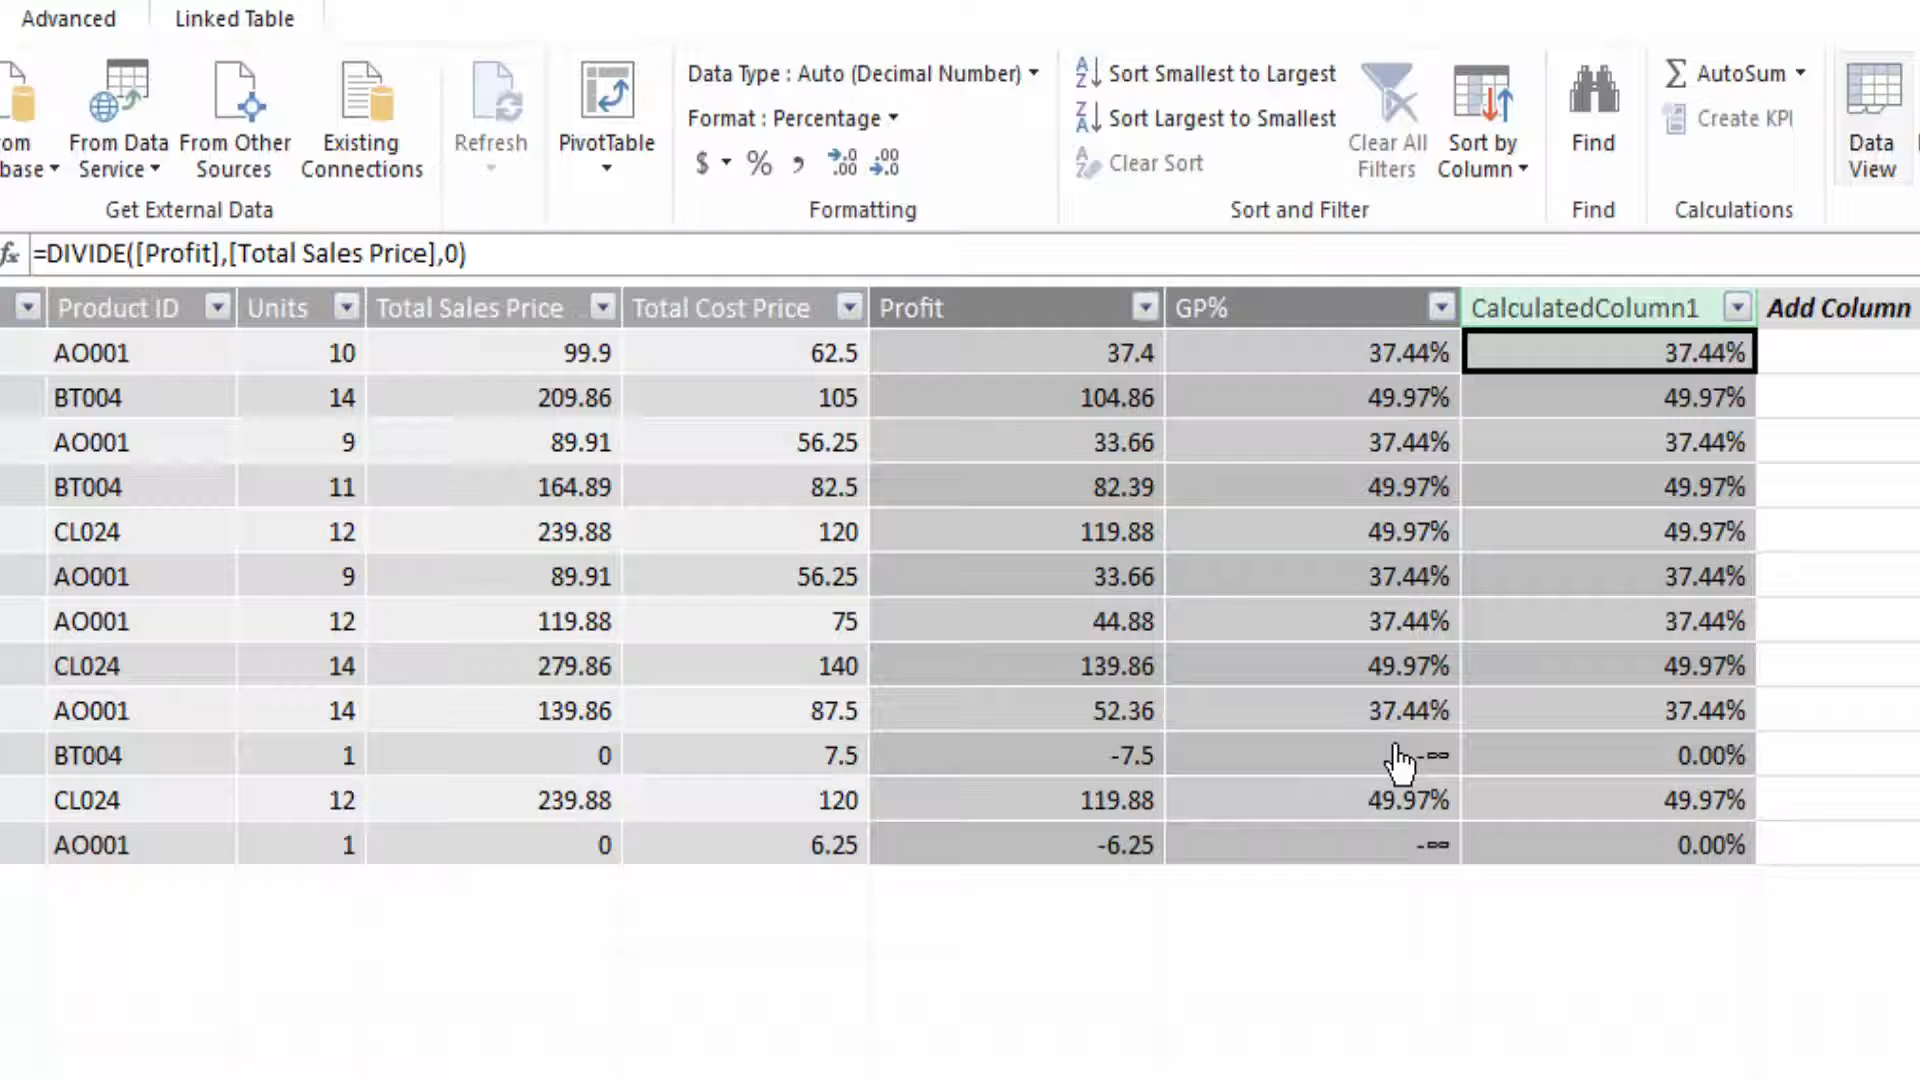 Advanced Linked Table
From Data Service
From Other Sources
Existing Connections
Refresh
PivotTable
Get External Data
Data Type : Auto (Decimal Number)
Format : Percentage
$ % , .0 .00 .00 .0
Formatting
Sort Smallest to Largest
Sort Largest to Smallest
Clear Sort
Clear All Filters
Sort by Column
Sort and Filter
Find
Find
AutoSum
Create KPI
Calculations
Data View
fx =DIVIDE([Profit],[Total Sales Price],0)
Product ID Units Total Sales Price Total Cost Price Profit GP% CalculatedColumn1 Add Column
AO001 10 99.9 62.5 37.4 37.44% 37.44%
BT004 14 209.86 105 104.86 49.97% 49.97%
AO001 9 89.91 56.25 33.66 37.44% 37.44%
BT004 11 164.89 82.5 82.39 49.97% 49.97%
CL024 12 239.88 120 119.88 49.97% 49.97%
AO001 9 89.91 56.25 33.66 37.44% 37.44%
AO001 12 119.88 75 44.88 37.44% 37.44%
CL024 14 279.86 140 139.86 49.97% 49.97%
AO001 14 139.86 87.5 52.36 37.44% 37.44%
BT004 1 0 7.5 -7.5 -∞ 0.00%
CL024 12 239.88 120 119.88 49.97% 49.97%
AO001 1 0 6.25 -6.25 -∞ 0.00%